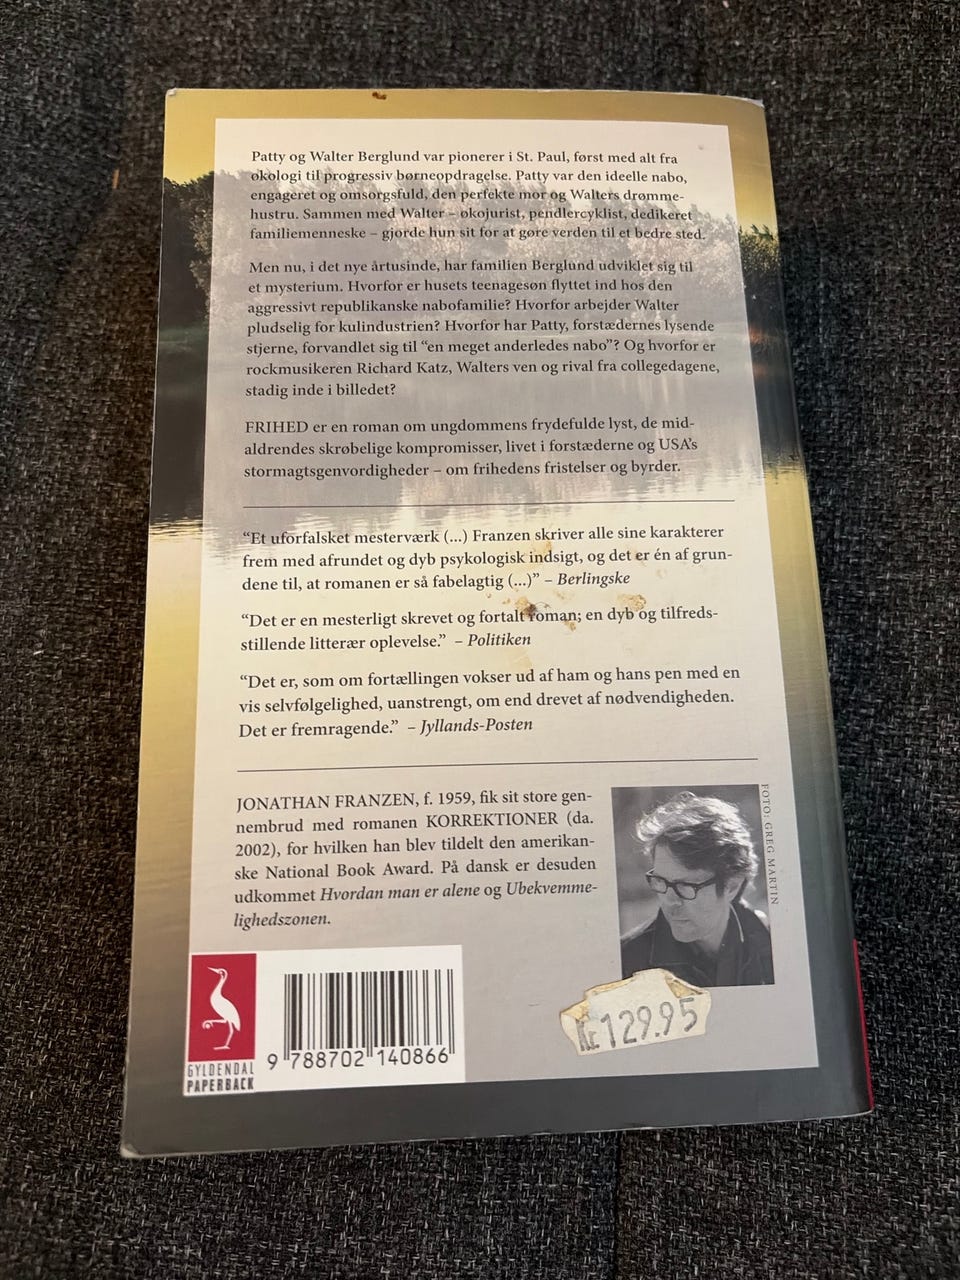 Patty og Walter Berglund var pionerer i St. Paul, først med alt fra
økologi til progressiv børneopdragelse. Patty var den ideelle nabo,
engageret og omsorgsfuld, den perfekte mor og Walters drømme-
hustru. Sammen med Walter – økojurist, pendlercyklist, dedikeret
familiemenneske – gjorde hun sit for at gøre verden til et bedre sted.
Men nu, i det nye årtusinde, har familien Berglund udviklet sig til
et mysterium. Hvorfor er husets teenagesøn flyttet ind hos den
aggressivt republikanske nabofamilie? Hvorfor arbejder Walter
pludselig for kulindustrien? Hvorfor har Patty, forstædernes lysende
stjerne, forvandlet sig til “en meget anderledes nabo”? Og hvorfor er
rockmusikeren Richard Katz, Walters ven og rival fra collegedagene,
stadig inde i billedet?
FRIHED er en roman om ungdommens frydefulde lyst, de mid-
aldrendes skrøbelige kompromisser, livet i forstæderne og USA’s
stormagtsgenvordigheder – om frihedens fristelser og byrder.
“Et uforfalsket mesterværk (...) Franzen skriver alle sine karakterer
frem med afrundet og dyb psykologisk indsigt, og det er én af grun-
dene til, at romanen er så fabelagtig (...)” – Berlingske
“Det er en mesterligt skrevet og fortalt roman; en dyb og tilfreds-
stillende litterær oplevelse.” – Politiken
“Det er, som om fortællingen vokser ud af ham og hans pen med en
vis selvfølgelighed, uanstrengt, om end drevet af nødvendigheden.
Det er fremragende.” – Jyllands-Posten
JONATHAN FRANZEN, f. 1959, fik sit store gen-
nembrud med romanen KORREKTIONER (da.
2002), for hvilken han blev tildelt den amerikan-
ske National Book Award. På dansk er desuden
udkommet Hvordan man er alene og Ubekvemme-
lighedszonen.
FOTO: GREG MARTIN
GYLDENDAL
PAPERBACK
9 788702 140866
Kr. 129.95